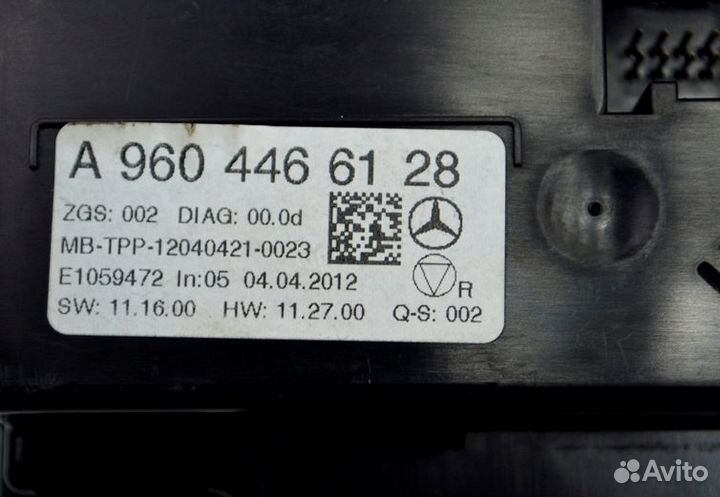 A 960 446 61 28
ZGS: 002 DIAG: 00.0d
MB-TPP-12040421-0023
E1059472 In:05 04.04.2012
R
SW: 11.16.00 HW: 11.27.00 Q-S: 002
Avito